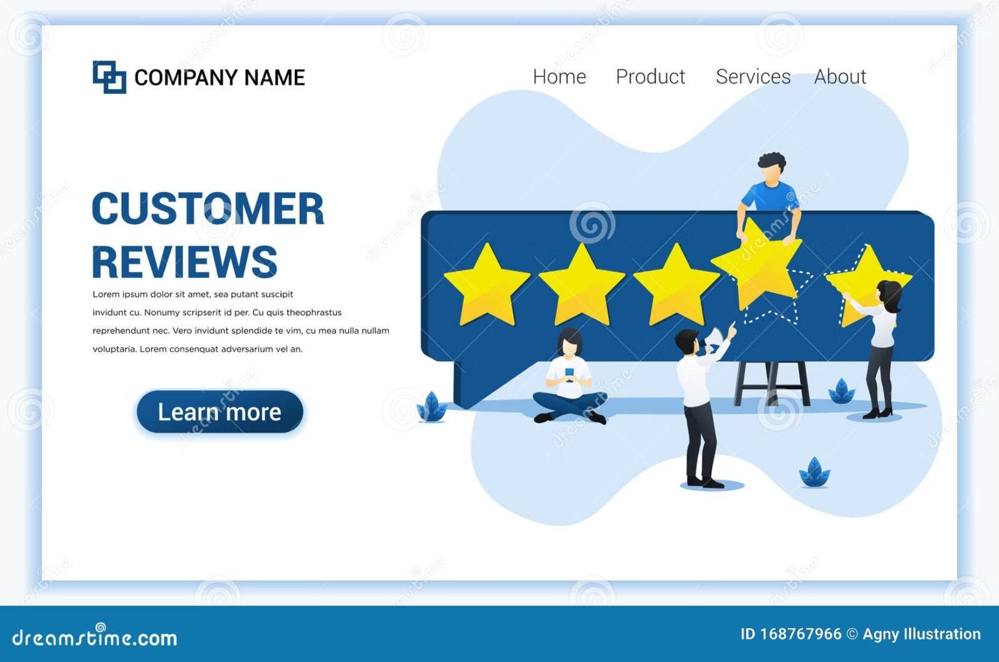 COMPANY NAME
Home Product Services About
CUSTOMER
REVIEWS
Lorem ipsum dolor sit amet, sea putant suscipit
invidunt cu. Nonumy scripserit id per. Cu quis theophrastus
reprehendunt nec. Vero invidunt splendide te vim, cu mea nulla nullam
voluptaria. Lorem consenquat adversarium vel an.
Learn more
dreamstime.com
ID 168767966 © Agny Illustration